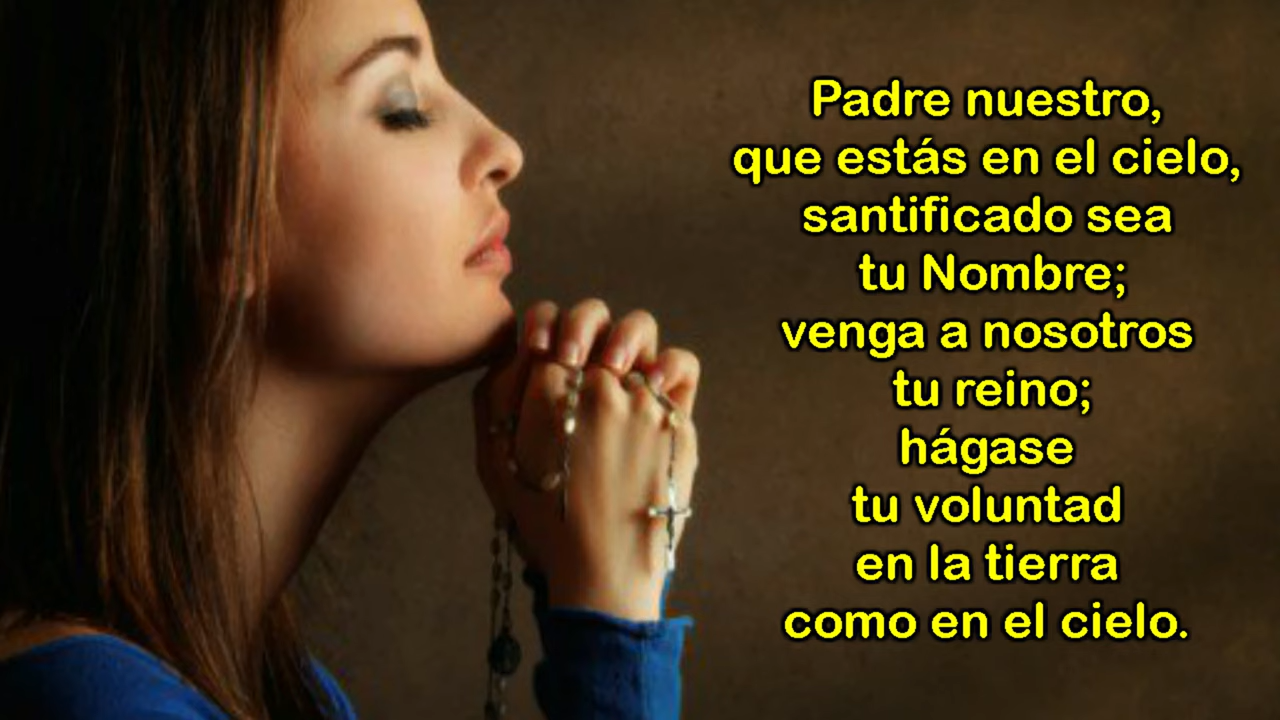 Padre nuestro,
que estás en el cielo,
santificado sea
tu Nombre;
venga a nosotros
tu reino;
hágase
tu voluntad
en la tierra
como en el cielo.